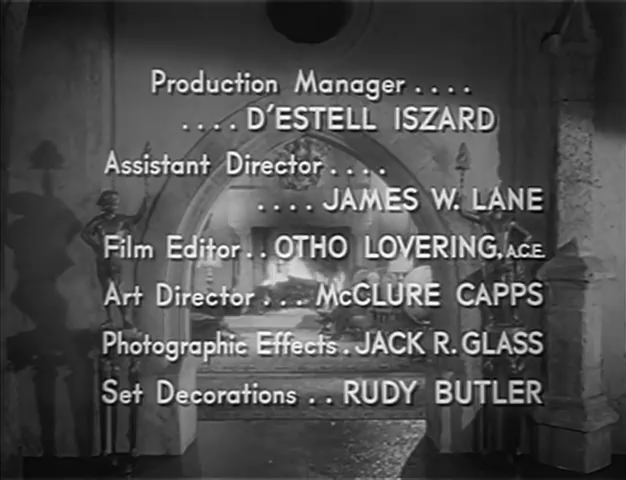 Production Manager ....
.... D'ESTELL ISZARD
Assistant Director ....
.... JAMES W. LANE
Film Editor .. OTHO LOVERING, A.C.E.
Art Director ... McCLURE CAPPS
Photographic Effects . JACK R. GLASS
Set Decorations .. RUDY BUTLER